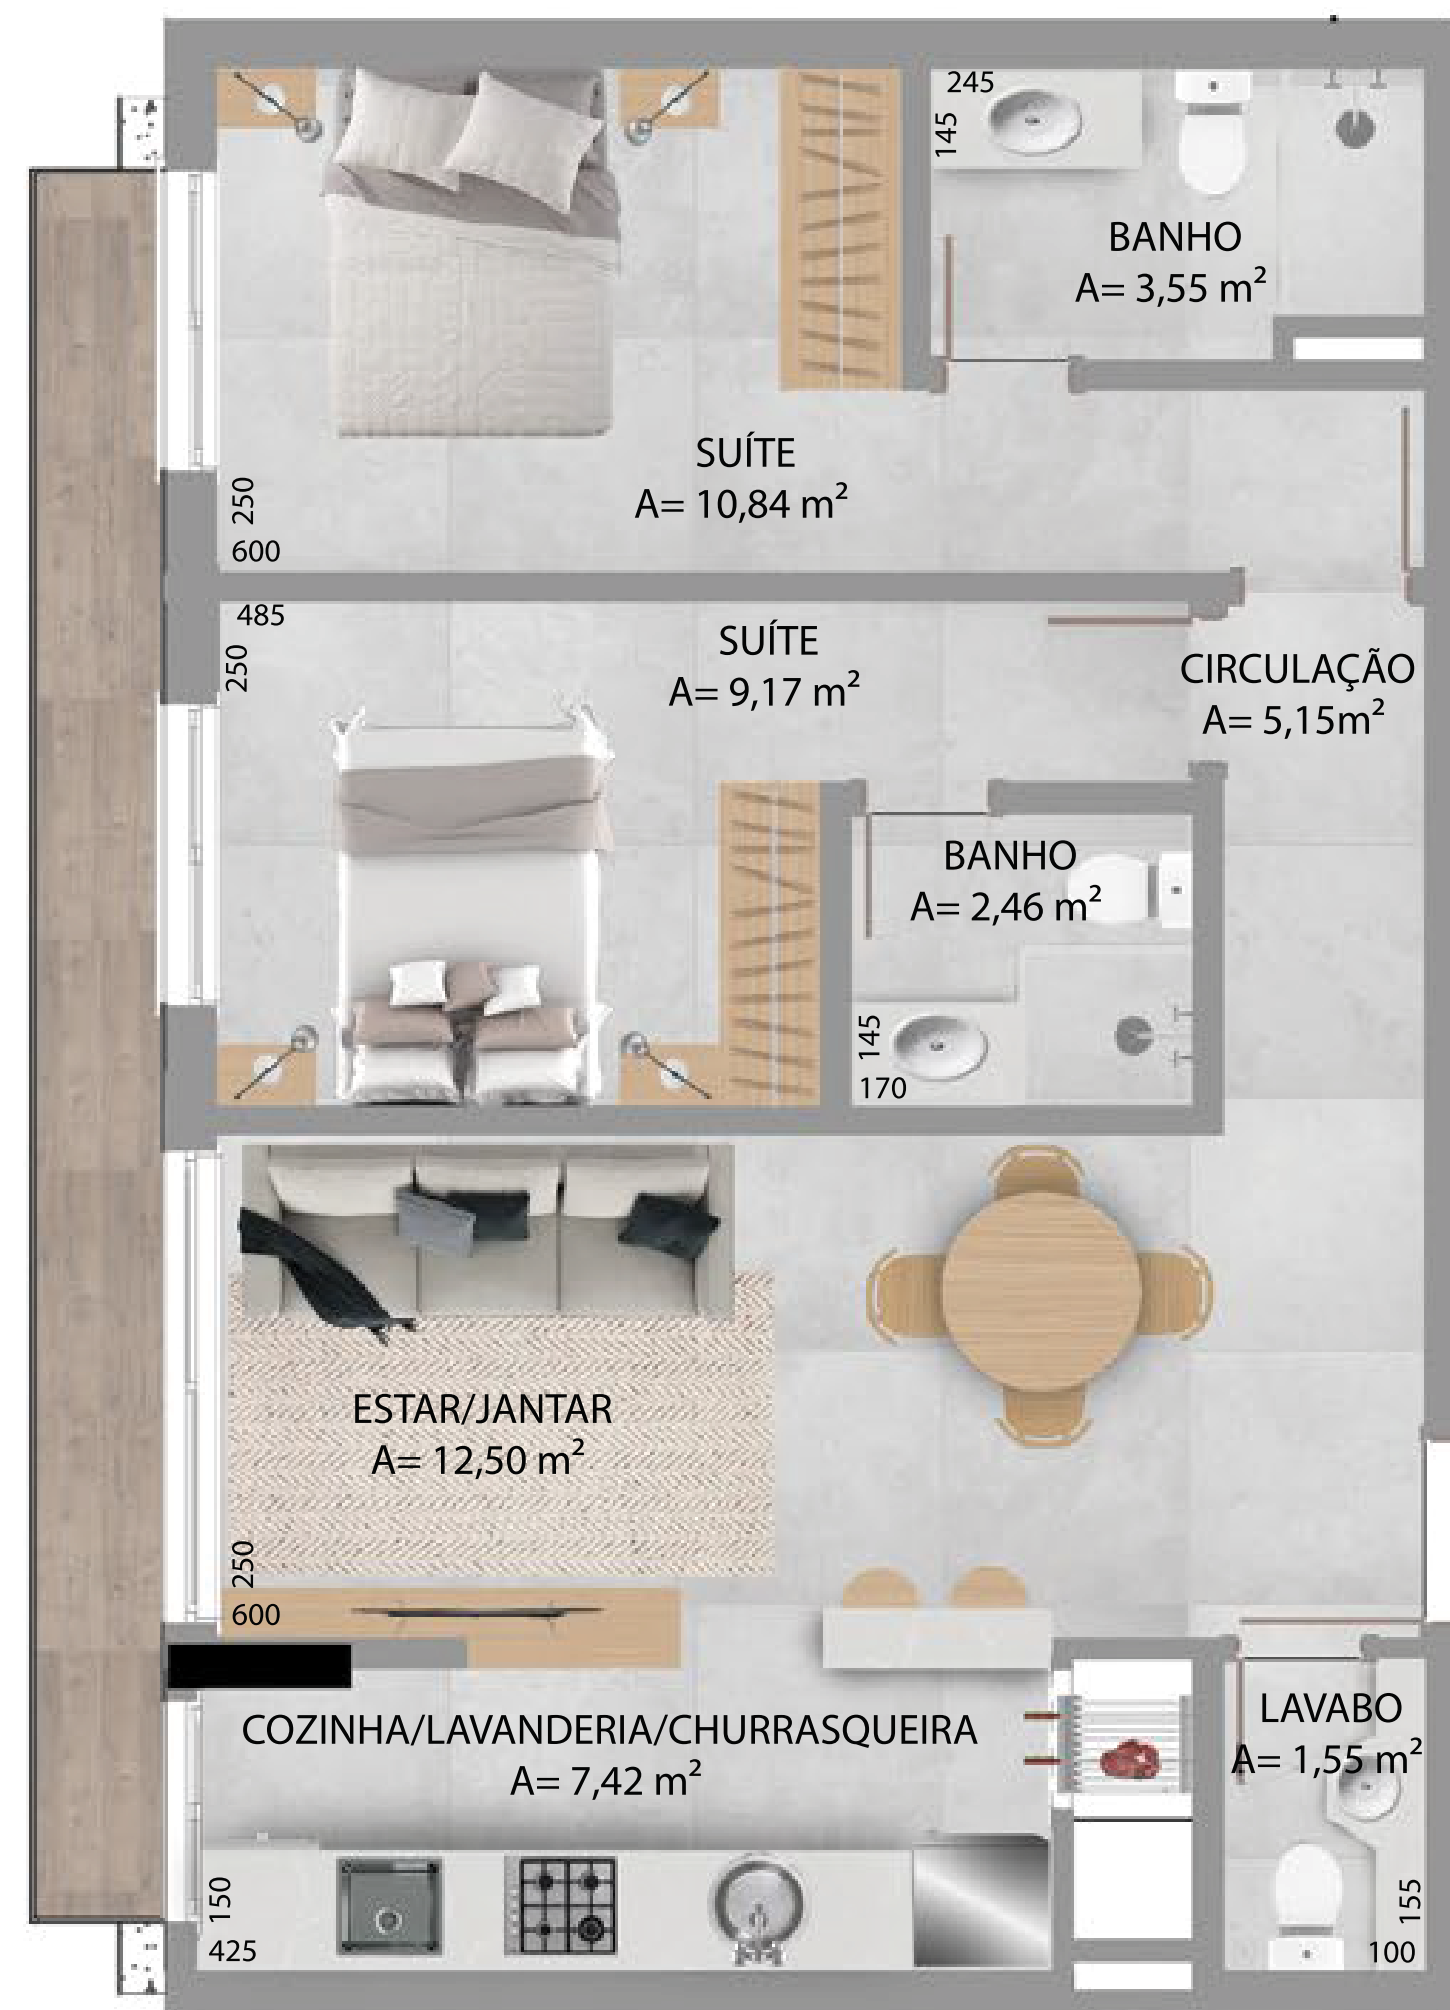 245
145
BANHO
A= 3,55 m²
SUÍTE
A= 10,84 m²
250
600
485
250
SUÍTE
A= 9,17 m²
CIRCULAÇÃO
A= 5,15m²
BANHO
A= 2,46 m²
145
170
ESTAR/JANTAR
A= 12,50 m²
250
600
COZINHA/LAVANDERIA/CHURRASQUEIRA
A= 7,42 m²
LAVABO
A= 1,55 m²
150
425
155
100